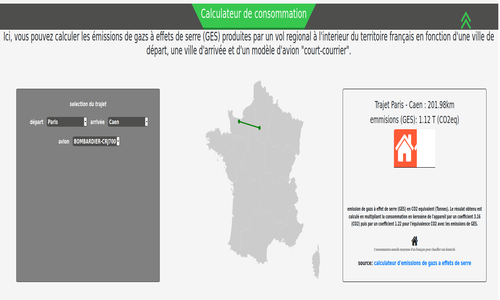 Calculateur de consommation
Ici, vous pouvez calculer les émissions de gazs à effets de serre (GES) produites par un vol regional à l'interieur du territoire français en fonction d'une ville de
départ, une ville d'arrivée et d'un modèle d'avion "court-courrier".
selection du trajet
départ Paris arrivée Caen
avion BOMBARDIER-CRJ700
Trajet Paris - Caen : 201.98km
emmisions (GES): 1.12 T (CO2eq)
emission de gazs à effet de serre (GES) en CO2 equivalent (Tonnes). Le résulat obtenu est
calculé en multipliant la consommation en kerosène de l'appareil par un coefficient 3.16
(CO2) puis par un coefficient 1.22 pour l'équivalence CO2 avec les emissions de GES.
source: calculateur d'emissions de gazs a effets de serre